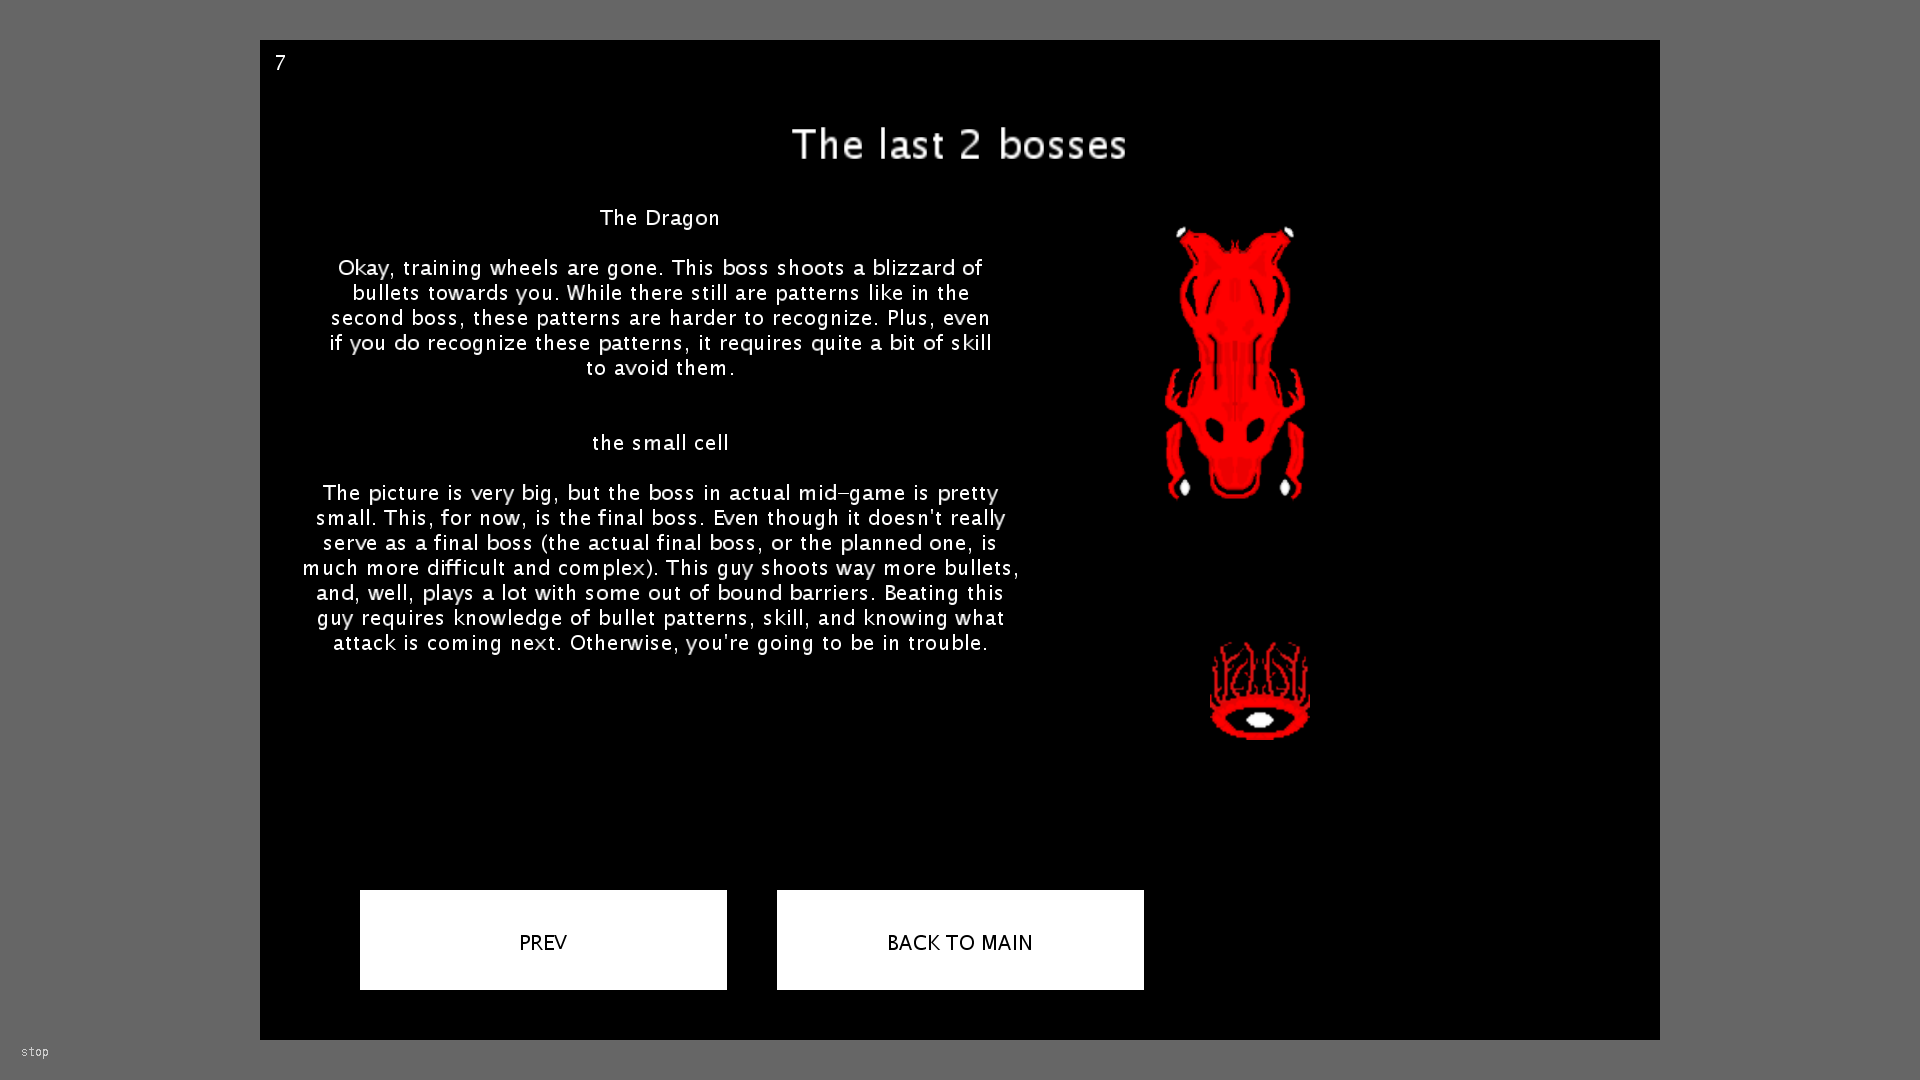 7
The last 2 bosses
The Dragon
Okay, training wheels are gone. This boss shoots a blizzard of
bullets towards you. While there still are patterns like in the
second boss, these patterns are harder to recognize. Plus, even
if you do recognize these patterns, it requires quite a bit of skill
to avoid them.
the small cell
The picture is very big, but the boss in actual mid-game is pretty
small. This, for now, is the final boss. Even though it doesn't really
serve as a final boss (the actual final boss, or the planned one, is
much more difficult and complex). This guy shoots way more bullets,
and, well, plays a lot with some out of bound barriers. Beating this
guy requires knowledge of bullet patterns, skill, and knowing what
attack is coming next. Otherwise, you're going to be in trouble.
PREV
BACK TO MAIN
stop